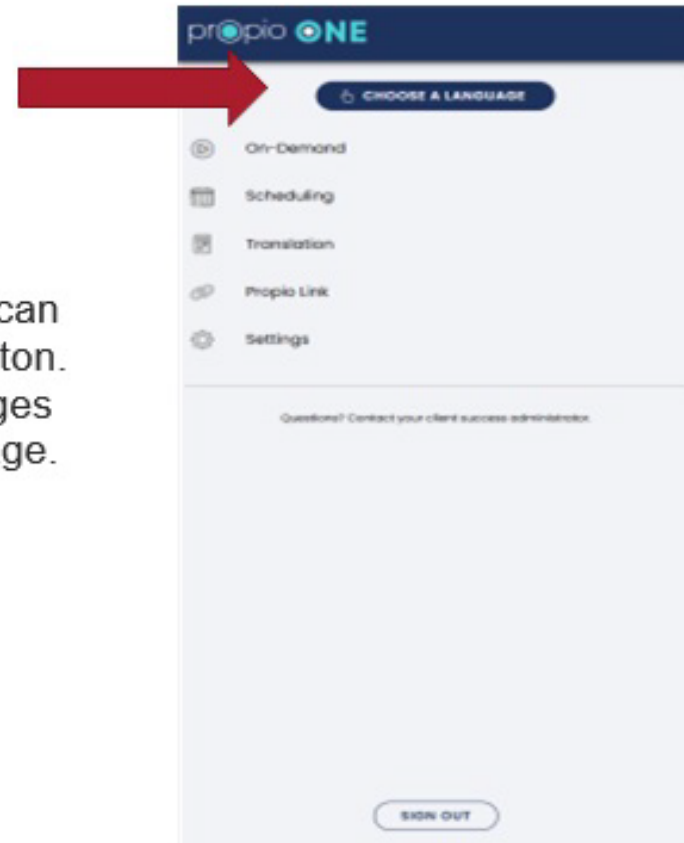 propio ONE
CHOOSE A LANGUAGE
On-Demand
Scheduling
Translation
Propio Link
Settings
Questions? Contact your client success administrator.
can
ton.
ges
ge.
SIGN OUT